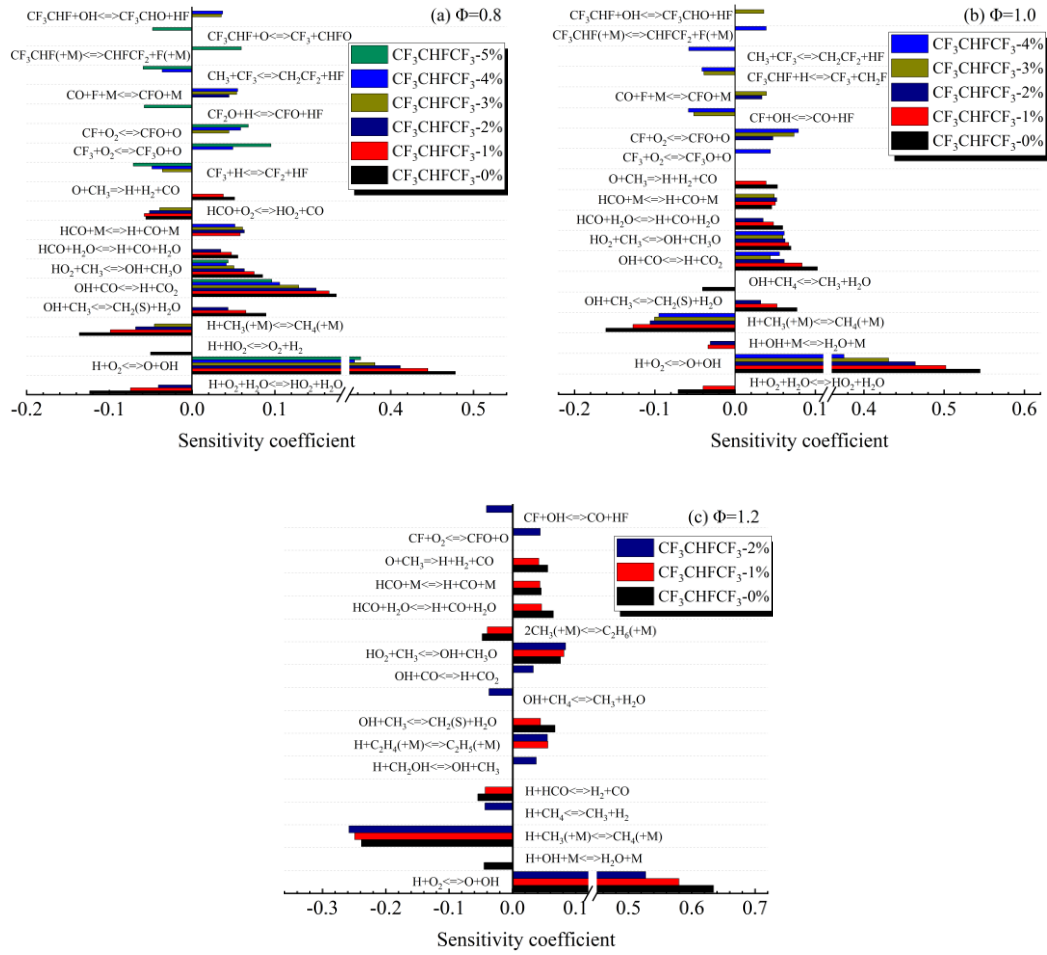 (a) Φ=0.8
CF₃CHF+OH<=>CF₃CHO+HF
CF₃CHF+O<=>CF₃+CHFO
CF₃CHF(+M)<=>CHFCF₂+F(+M)
CH₃+CF₃<=>CH₂CF₂+HF
CO+F+M<=>CFO+M
CF₂O+H<=>CFO+HF
CF+O₂<=>CFO+O
CF₃+O₂<=>CF₃O+O
CF₃+H<=>CF₂+HF
O+CH₃=>H+H₂+CO
HCO+O₂<=>HO₂+CO
HCO+M<=>H+CO+M
HCO+H₂O<=>H+CO+H₂O
HO₂+CH₃<=>OH+CH₃O
OH+CO<=>H+CO₂
OH+CH₃<=>CH₂(S)+H₂O
H+CH₃(+M)<=>CH₄(+M)
H+HO₂<=>O₂+H₂
H+O₂<=>O+OH
H+O₂+H₂O<=>HO₂+H₂O
CF₃CHFCF₃-5%
CF₃CHFCF₃-4%
CF₃CHFCF₃-3%
CF₃CHFCF₃-2%
CF₃CHFCF₃-1%
CF₃CHFCF₃-0%
-0.2 -0.1 0.0 0.1 0.4 0.5
Sensitivity coefficient
(b) Φ=1.0
CF₃CHF+OH<=>CF₃CHO+HF
CF₃CHF(+M)<=>CHFCF₂+F(+M)
CH₃+CF₃<=>CH₂CF₂+HF
CF₃CHF+H<=>CF₃+CH₂F
CO+F+M<=>CFO+M
CF+OH<=>CO+HF
CF+O₂<=>CFO+O
CF₃+O₂<=>CF₃O+O
O+CH₃=>H+H₂+CO
HCO+M<=>H+CO+M
HCO+H₂O<=>H+CO+H₂O
HO₂+CH₃<=>OH+CH₃O
OH+CO<=>H+CO₂
OH+CH₄<=>CH₃+H₂O
OH+CH₃<=>CH₂(S)+H₂O
H+CH₃(+M)<=>CH₄(+M)
H+OH+M<=>H₂O+M
H+O₂<=>O+OH
H+O₂+H₂O<=>HO₂+H₂O
CF₃CHFCF₃-4%
CF₃CHFCF₃-3%
CF₃CHFCF₃-2%
CF₃CHFCF₃-1%
CF₃CHFCF₃-0%
-0.2 -0.1 0.0 0.1 0.4 0.5 0.6
Sensitivity coefficient
(c) Φ=1.2
CF+OH<=>CO+HF
CF+O₂<=>CFO+O
O+CH₃=>H+H₂+CO
HCO+M<=>H+CO+M
HCO+H₂O<=>H+CO+H₂O
2CH₃(+M)<=>C₂H₆(+M)
HO₂+CH₃<=>OH+CH₃O
OH+CO<=>H+CO₂
OH+CH₄<=>CH₃+H₂O
OH+CH₃<=>CH₂(S)+H₂O
H+C₂H₄(+M)<=>C₂H₅(+M)
H+CH₂OH<=>OH+CH₃
H+HCO<=>H₂+CO
H+CH₄<=>CH₃+H₂
H+CH₃(+M)<=>CH₄(+M)
H+OH+M<=>H₂O+M
H+O₂<=>O+OH
CF₃CHFCF₃-2%
CF₃CHFCF₃-1%
CF₃CHFCF₃-0%
-0.3 -0.2 -0.1 0.0 0.1 0.5 0.6 0.7
Sensitivity coefficient